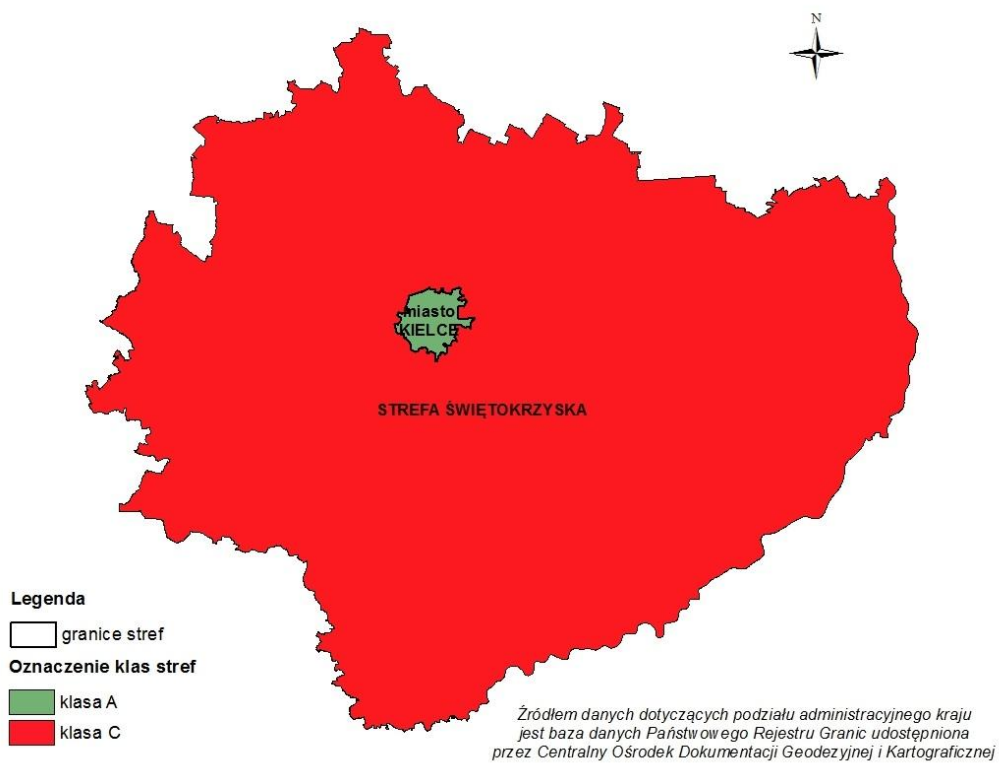 N
miasto
KIELCE
STREFA ŚWIĘTOKRZYSKA
Legenda
granice stref
Oznaczenie klas stref
klasa A
klasa C
Źródłem danych dotyczących podziału administracyjnego kraju
jest baza danych Państwowego Rejestru Granic udostępniona
przez Centralny Ośrodek Dokumentacji Geodezyjnej i Kartograficznej